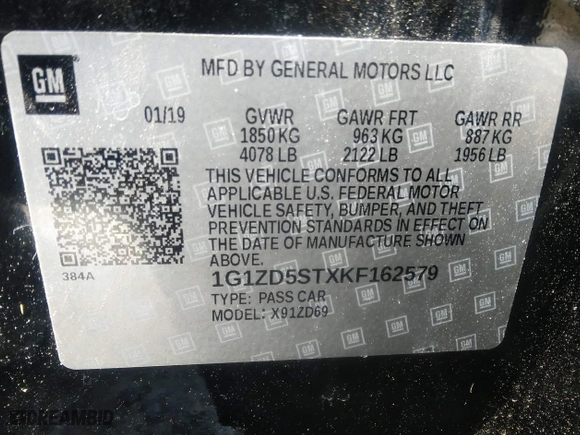 GM
MFD BY GENERAL MOTORS LLC
01/19
GVWR GAWR FRT GAWR RR
1850 KG 963 KG 887 KG
4078 LB 2122 LB 1956 LB
THIS VEHICLE CONFORMS TO ALL
APPLICABLE U.S. FEDERAL MOTOR
VEHICLE SAFETY, BUMPER, AND THEFT
PREVENTION STANDARDS IN EFFECT ON
THE DATE OF MANUFACTURE SHOWN
ABOVE.
384A
1G1ZD5STXKF162579
TYPE: PASS CAR
MODEL: X91ZD69